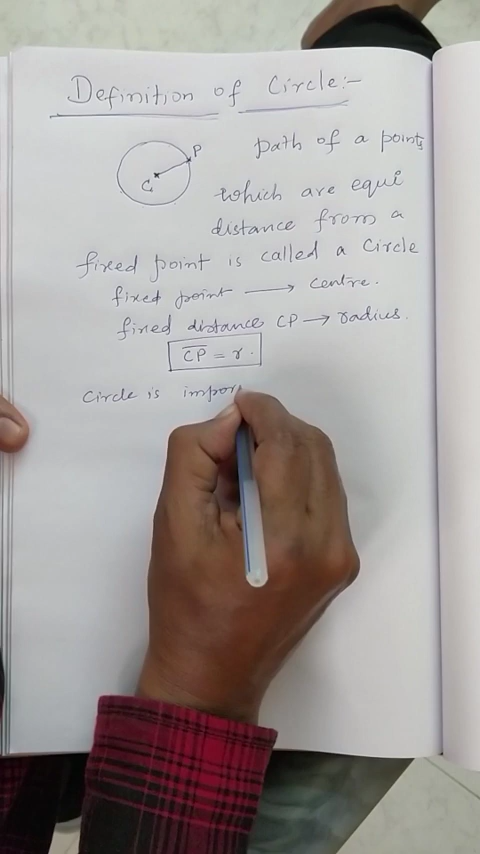 Definition of Circle:-
P
C
path of a points
which are equi
distance from a
fixed point is called a circle
fixed point → centre.
fixed distance CP → radius.
CP = r.
Circle is impor